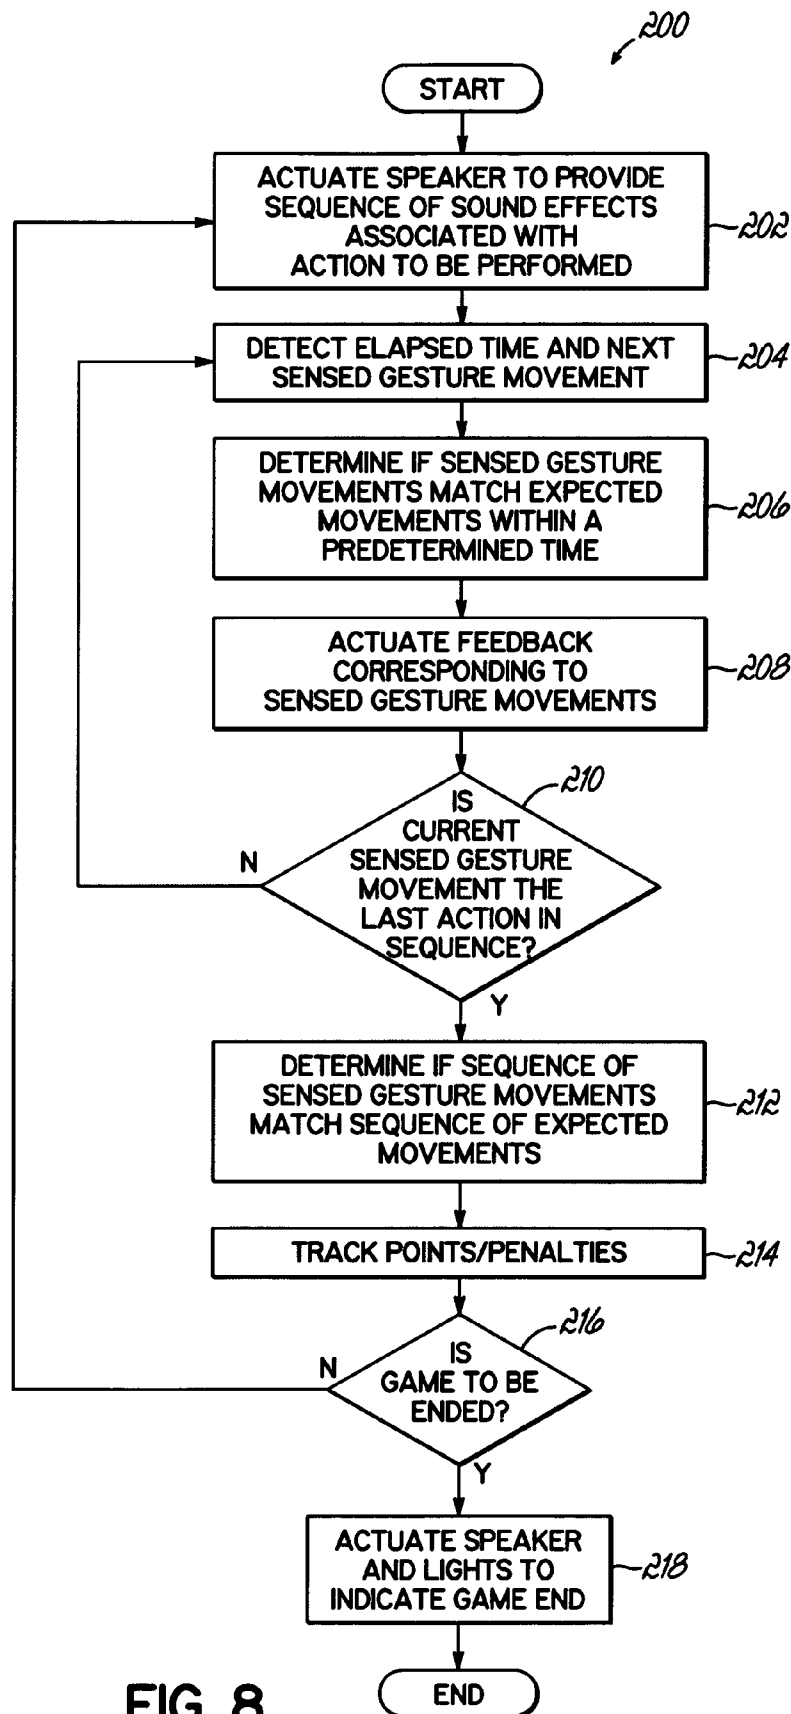 200
START
ACTUATE SPEAKER TO PROVIDE
SEQUENCE OF SOUND EFFECTS
ASSOCIATED WITH
ACTION TO BE PERFORMED
202
DETECT ELAPSED TIME AND NEXT
SENSED GESTURE MOVEMENT
204
DETERMINE IF SENSED GESTURE
MOVEMENTS MATCH EXPECTED
MOVEMENTS WITHIN A
PREDETERMINED TIME
206
ACTUATE FEEDBACK
CORRESPONDING TO
SENSED GESTURE MOVEMENTS
208
210
IS
CURRENT
SENSED GESTURE
MOVEMENT THE
LAST ACTION IN
SEQUENCE?
N
Y
DETERMINE IF SEQUENCE OF
SENSED GESTURE MOVEMENTS
MATCH SEQUENCE OF EXPECTED
MOVEMENTS
212
TRACK POINTS/PENALTIES
214
216
IS
GAME TO BE
ENDED?
N
Y
ACTUATE SPEAKER
AND LIGHTS TO
INDICATE GAME END
218
END
FIG. 8